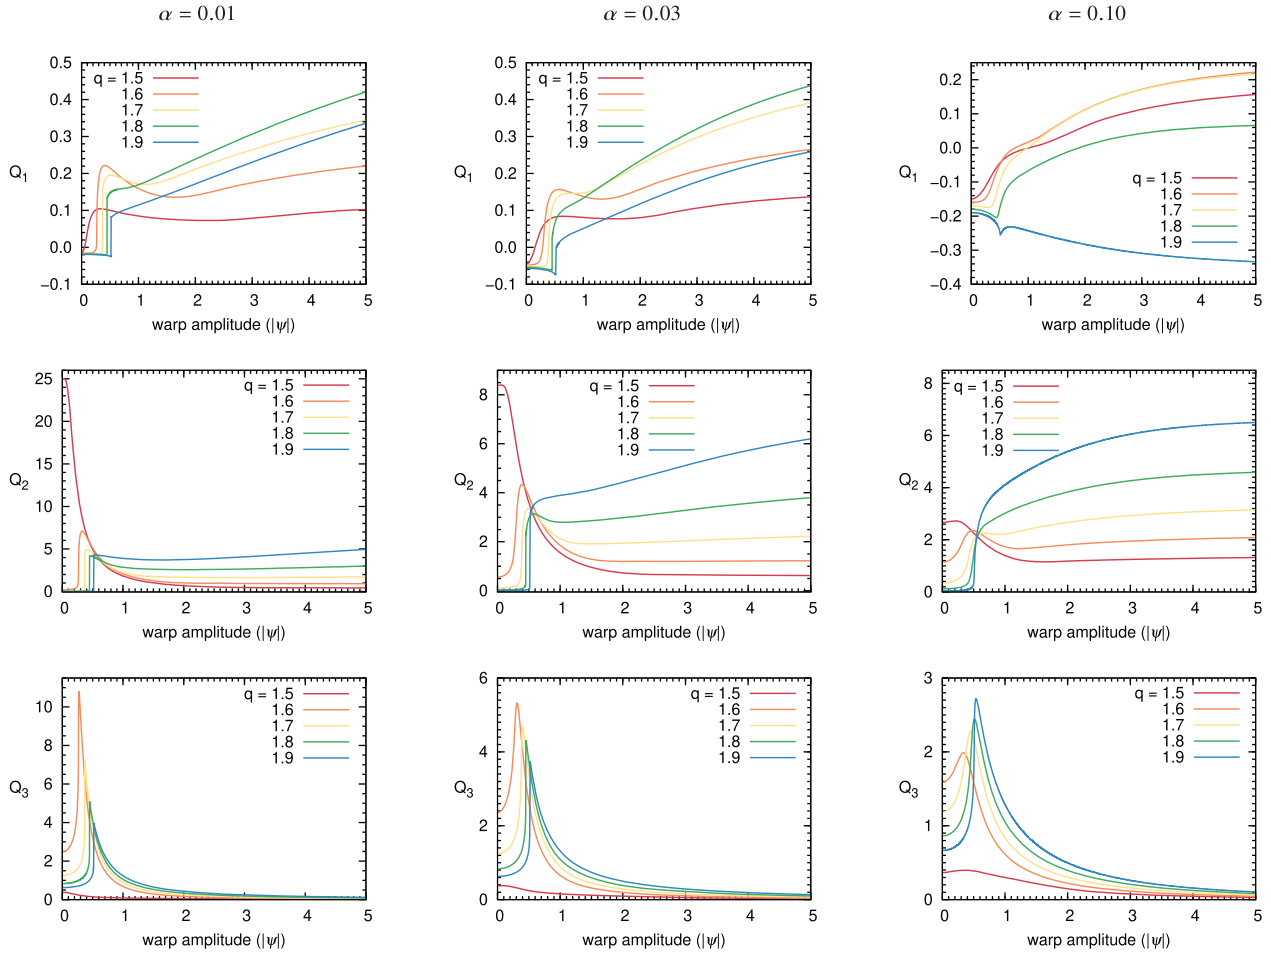 α = 0.01 α = 0.03 α = 0.10
0.5
0.4
0.3
0.2
0.1
0.0
−0.1
Q1
q = 1.5
1.6
1.7
1.8
1.9
0 1 2 3 4 5
warp amplitude (|ψ|)
0.5
0.4
0.3
0.2
0.1
0.0
−0.1
Q1
q = 1.5
1.6
1.7
1.8
1.9
0 1 2 3 4 5
warp amplitude (|ψ|)
0.2
0.1
0.0
−0.1
−0.2
−0.3
−0.4
Q1
q = 1.5
1.6
1.7
1.8
1.9
0 1 2 3 4 5
warp amplitude (|ψ|)
25
20
15
10
5
0
Q2
q = 1.5
1.6
1.7
1.8
1.9
0 1 2 3 4 5
warp amplitude (|ψ|)
8
6
4
2
0
Q2
q = 1.5
1.6
1.7
1.8
1.9
0 1 2 3 4 5
warp amplitude (|ψ|)
8
6
4
2
0
Q2
q = 1.5
1.6
1.7
1.8
1.9
0 1 2 3 4 5
warp amplitude (|ψ|)
10
8
6
4
2
0
Q3
q = 1.5
1.6
1.7
1.8
1.9
0 1 2 3 4 5
warp amplitude (|ψ|)
6
4
2
0
Q3
q = 1.5
1.6
1.7
1.8
1.9
0 1 2 3 4 5
warp amplitude (|ψ|)
3
2
1
0
Q3
q = 1.5
1.6
1.7
1.8
1.9
0 1 2 3 4 5
warp amplitude (|ψ|)